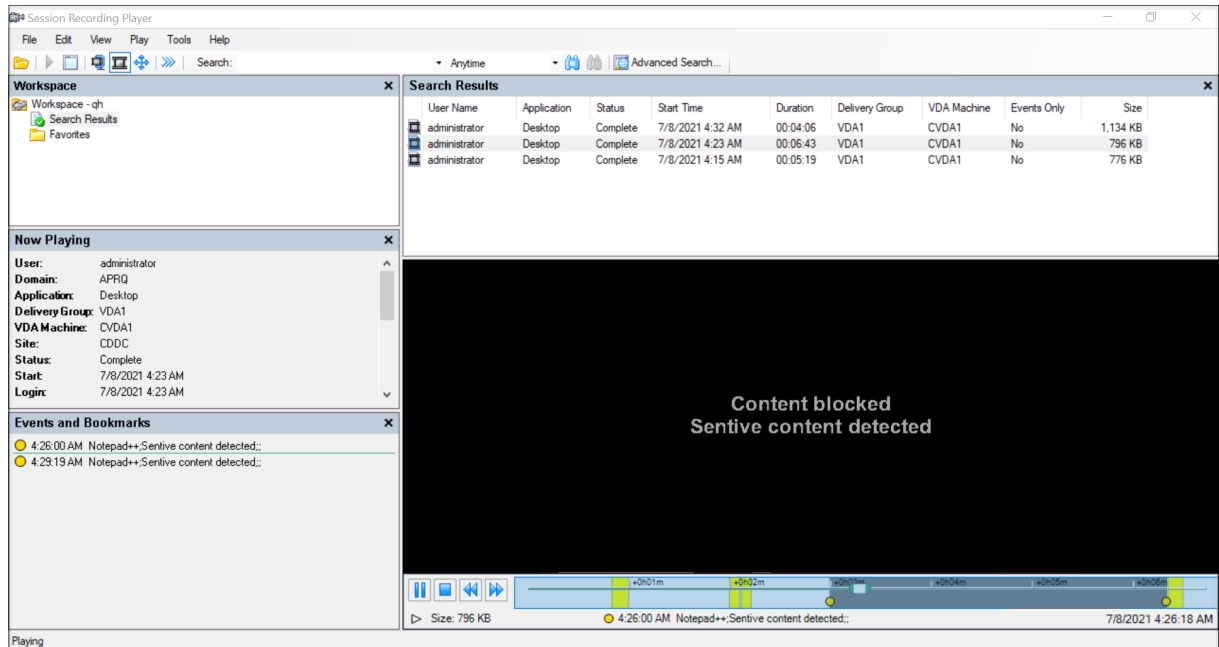 Session Recording Player
File Edit View Play Tools Help
Search: Anytime Advanced Search...
Workspace
Workspace - qh
Search Results
Favorites
Search Results
User Name Application Status Start Time Duration Delivery Group VDA Machine Events Only Size
administrator Desktop Complete 7/8/2021 4:32 AM 00:04:06 VDA1 CVDA1 No 1,134 KB
administrator Desktop Complete 7/8/2021 4:23 AM 00:06:43 VDA1 CVDA1 No 796 KB
administrator Desktop Complete 7/8/2021 4:15 AM 00:05:19 VDA1 CVDA1 No 776 KB
Now Playing
User: administrator
Domain: APRQ
Application: Desktop
Delivery Group: VDA1
VDA Machine: CVDA1
Site: CDDC
Status: Complete
Start: 7/8/2021 4:23 AM
Login: 7/8/2021 4:23 AM
Events and Bookmarks
4:26:00 AM Notepad++;Sentive content detected;;
4:29:19 AM Notepad++;Sentive content detected;;
Content blocked
Sentive content detected
+0h01m +0h02m +0h03m +0h04m +0h05m +0h06m
Size: 796 KB 4:26:00 AM Notepad++;Sentive content detected;; 7/8/2021 4:26:18 AM
Playing